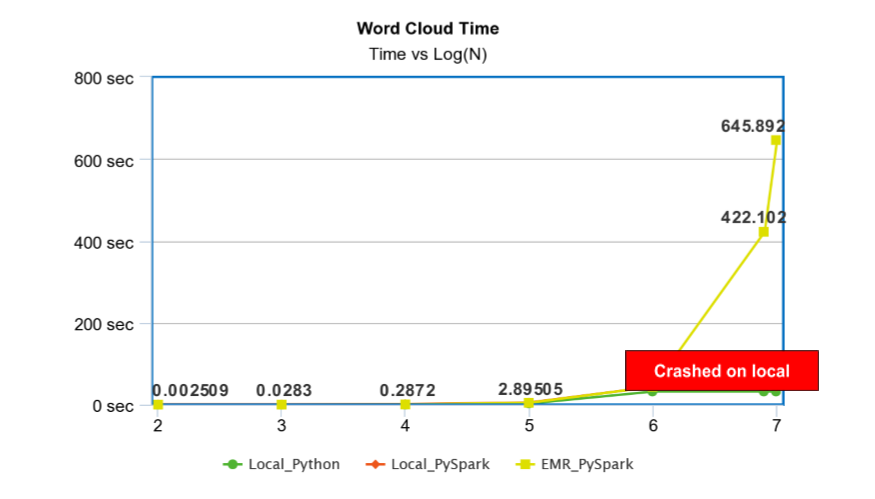 Word Cloud Time
Time vs Log(N)
800 sec
645.892
600 sec
422.102
400 sec
200 sec
Crashed on local
0.002509 0.0283 0.2872 2.89505
0 sec
2 3 4 5 6 7
Local_Python Local_PySpark EMR_PySpark